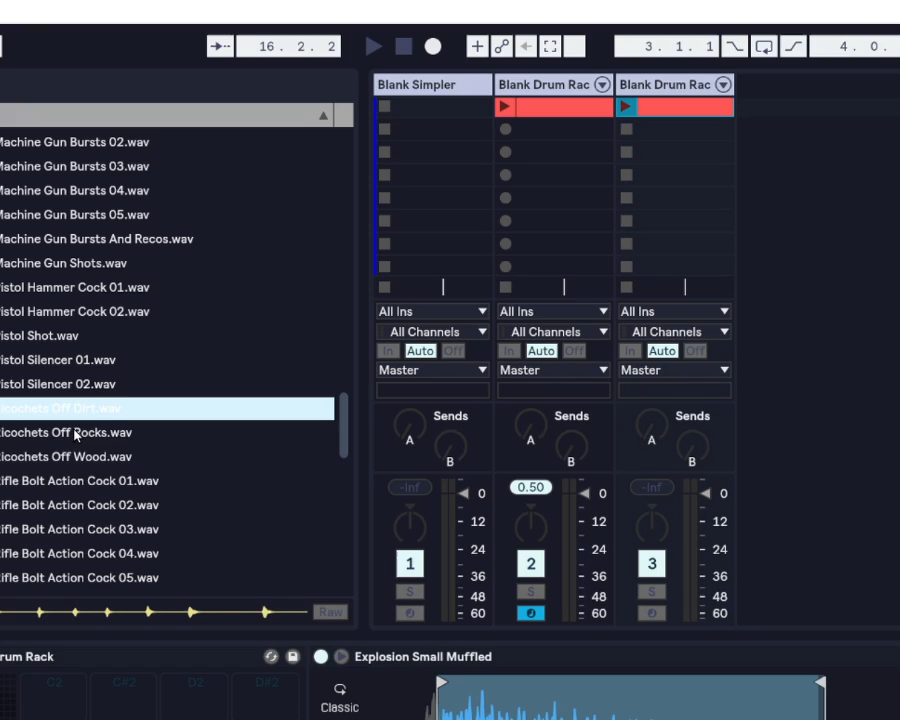 16 . 2 . 2
3 . 1 . 1
4 . 0 .
Blank Simpler
Blank Drum Rac
Blank Drum Rac
Machine Gun Bursts 02.wav
Machine Gun Bursts 03.wav
Machine Gun Bursts 04.wav
Machine Gun Bursts 05.wav
Machine Gun Bursts And Recos.wav
Machine Gun Shots.wav
istol Hammer Cock 01.wav
istol Hammer Cock 02.wav
istol Shot.wav
istol Silencer 01.wav
istol Silencer 02.wav
icochets Off Dirt.wav
icochets Off Rocks.wav
icochets Off Wood.wav
ifle Bolt Action Cock 01.wav
ifle Bolt Action Cock 02.wav
ifle Bolt Action Cock 03.wav
ifle Bolt Action Cock 04.wav
ifle Bolt Action Cock 05.wav
Raw
All Ins All Ins All Ins
All Channels All Channels All Channels
In Auto Off In Auto Off In Auto Off
Master Master Master
Sends Sends Sends
A A A
B B B
-Inf 0 0.50 0 -Inf 0
12 12 12
24 24 24
1 2 3
36 36 36
S 48 S 48 S 48
60 60 60
rum Rack
Explosion Small Muffled
C2 C#2 D2 D#2
Classic